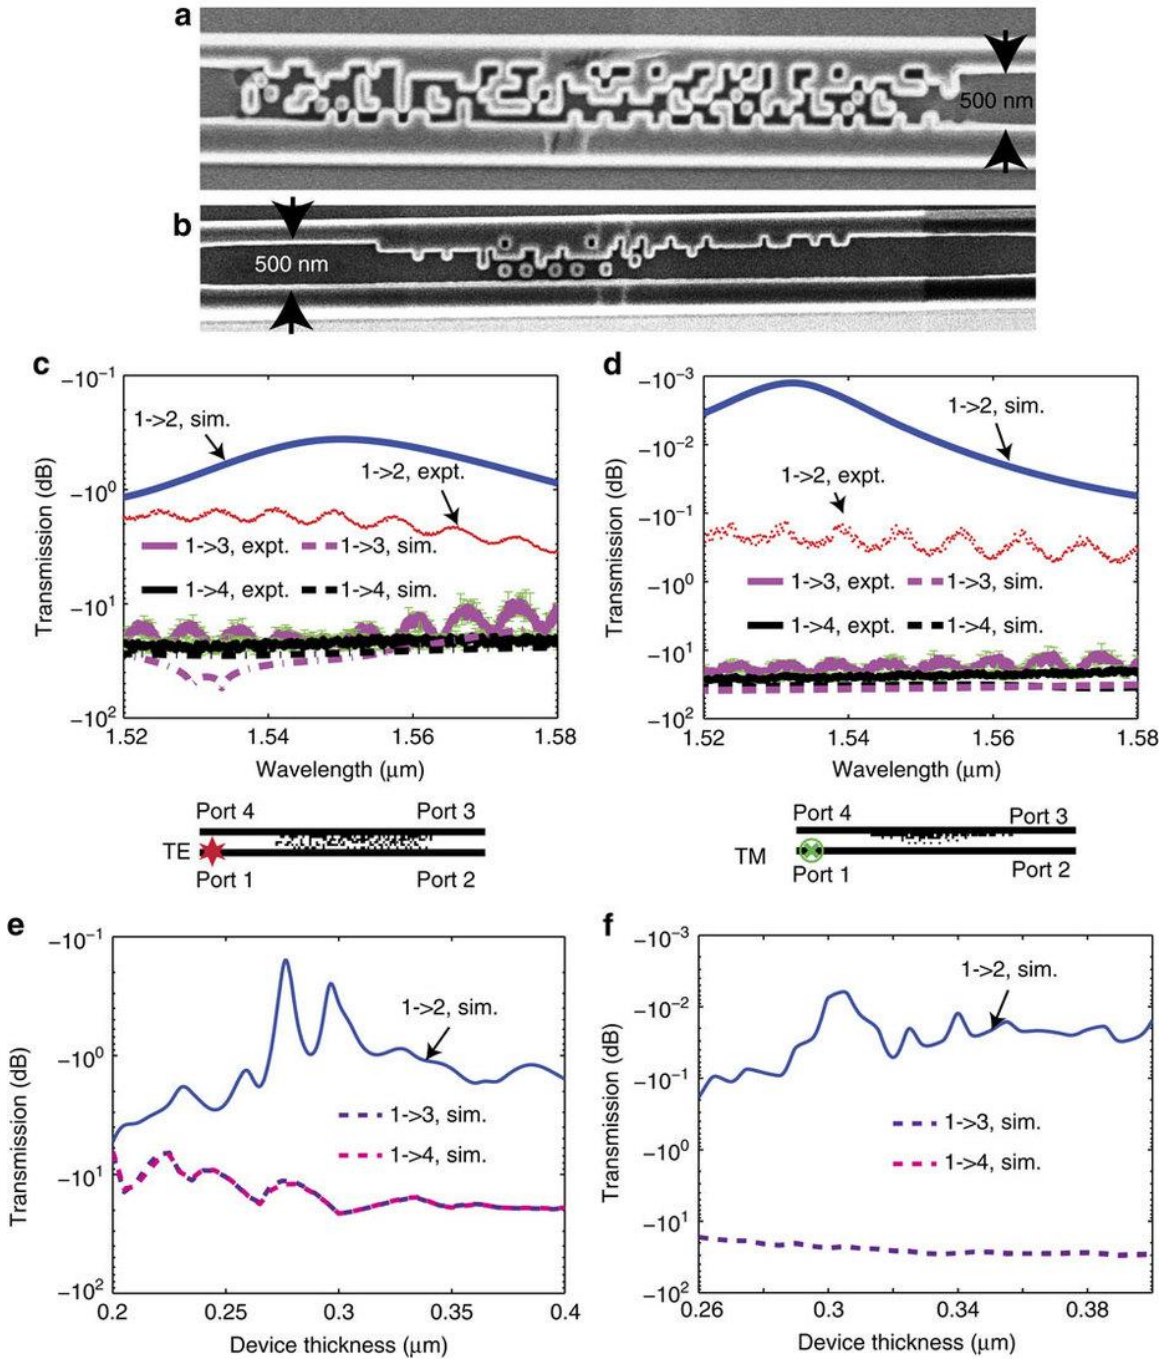 a
500 nm
b
500 nm
c
−10⁻¹
−10⁰
−10¹
−10²
Transmission (dB)
1->2, sim.
1->2, expt.
1->3, expt.
1->3, sim.
1->4, expt.
1->4, sim.
1.52
1.54
1.56
1.58
Wavelength (μm)
d
−10⁻³
−10⁻²
−10⁻¹
−10⁰
−10¹
−10²
Transmission (dB)
1->2, sim.
1->2, expt.
1->3, expt.
1->3, sim.
1->4, expt.
1->4, sim.
1.52
1.54
1.56
1.58
Wavelength (μm)
Port 4
Port 3
TE
Port 1
Port 2
Port 4
Port 3
TM
Port 1
Port 2
e
−10⁻¹
−10⁰
−10¹
−10²
Transmission (dB)
1->2, sim.
1->3, sim.
1->4, sim.
0.2
0.25
0.3
0.35
0.4
Device thickness (μm)
f
−10⁻³
−10⁻²
−10⁻¹
−10⁰
−10¹
−10²
Transmission (dB)
1->2, sim.
1->3, sim.
1->4, sim.
0.26
0.3
0.34
0.38
Device thickness (μm)